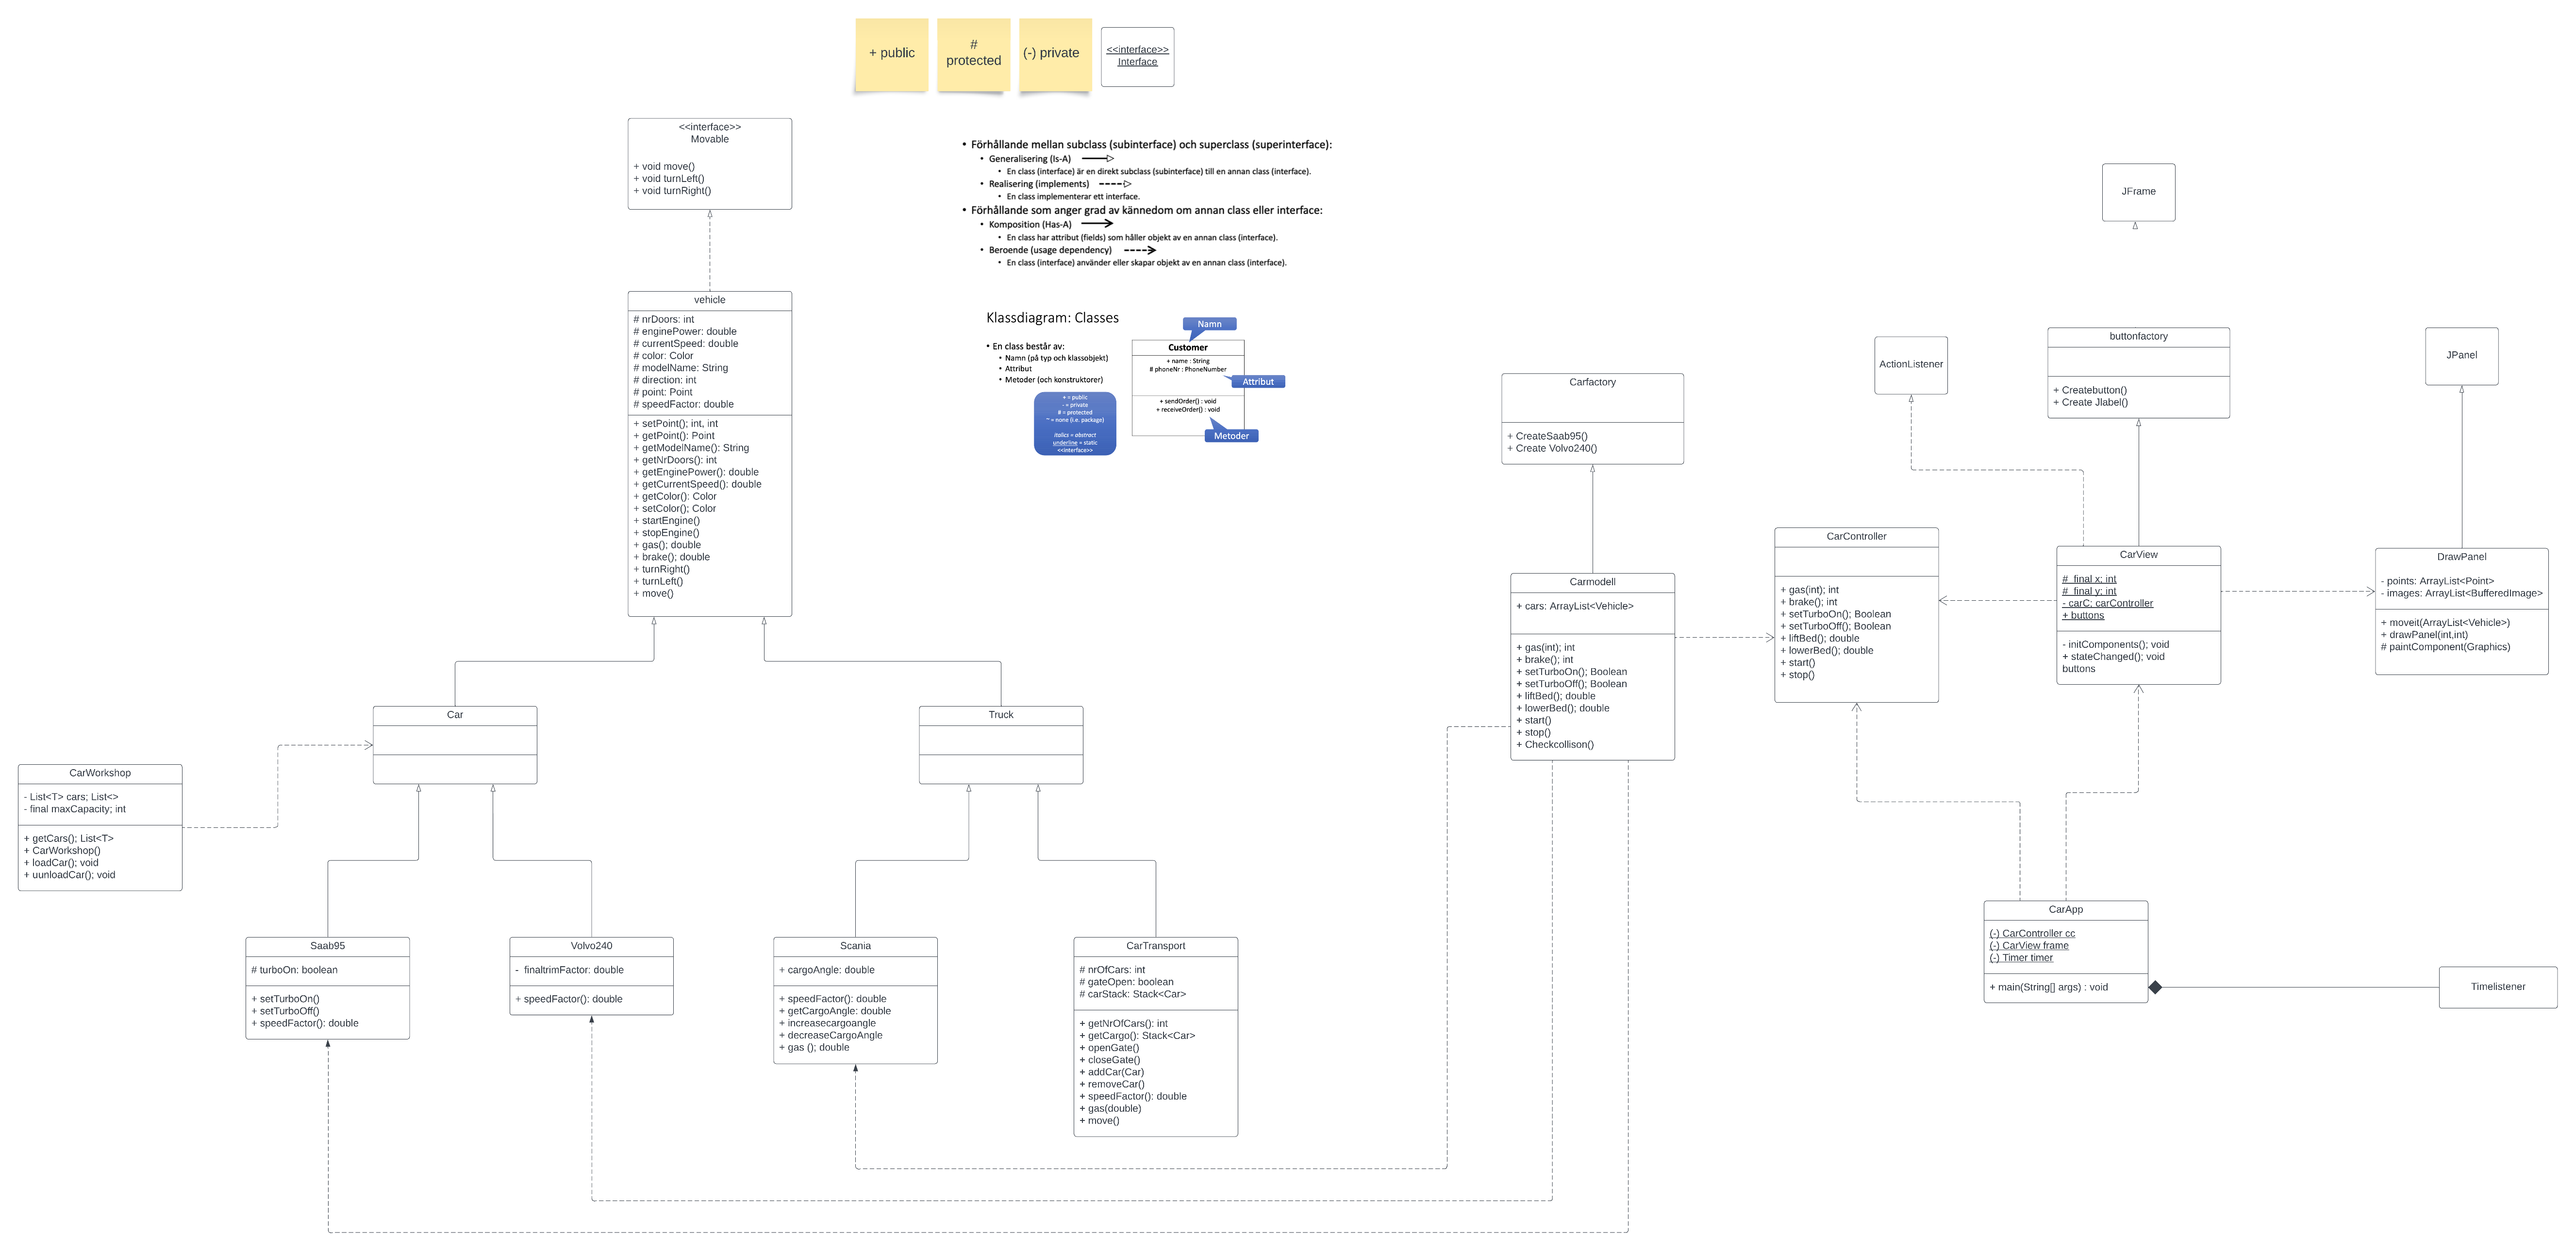 + public
#
protected
(-) private
<<interface>>
Interface
<<interface>>
Movable
+ void move()
+ void turnLeft()
+ void turnRight()
• Förhållande mellan subclass (subinterface) och superclass (superinterface):
• Generalisering (Is-A)
• En class (interface) är en direkt subclass (subinterface) till en annan class (interface).
• Realisering (implements)
• En class implementerar ett interface.
• Förhållande som anger grad av kännedom om annan class eller interface:
• Komposition (Has-A)
• En class har attribut (fields) som håller objekt av en annan class (interface).
• Beroende (usage dependency)
• En class (interface) använder eller skapar objekt av en annan class (interface).
JFrame
vehicle
# nrDoors: int
# enginePower: double
# currentSpeed: double
# color: Color
# modelName: String
# direction: int
# point: Point
# speedFactor: double
+ setPoint(); int, int
+ getPoint(): Point
+ getModelName(): String
+ getNrDoors(): int
+ getEnginePower(): double
+ getCurrentSpeed(): double
+ getColor(): Color
+ setColor(); Color
+ startEngine()
+ stopEngine()
+ gas(); double
+ brake(); double
+ turnRight()
+ turnLeft()
+ move()
Klassdiagram: Classes
• En class består av:
• Namn (på typ och klassobjekt)
• Attribut
• Metoder (och konstruktorer)
+ = public
- = private
# = protected
~ = none (i.e. package)
italics = abstract
underline = static
<<interface>>
Namn
Customer
+ name : String
# phoneNr : PhoneNumber
Attribut
+ sendOrder() : void
+ receiveOrder() : void
Metoder
Carfactory
+ CreateSaab95()
+ Create Volvo240()
ActionListener
buttonfactory
+ Createbutton()
+ Create Jlabel()
JPanel
Carmodell
+ cars: ArrayList<Vehicle>
+ gas(int); int
+ brake(); int
+ setTurboOn(); Boolean
+ setTurboOff(); Boolean
+ liftBed(); double
+ lowerBed(); double
+ start()
+ stop()
+ Checkcollison()
CarController
+ gas(int); int
+ brake(); int
+ setTurboOn(); Boolean
+ setTurboOff(); Boolean
+ liftBed(); double
+ lowerBed(); double
+ start()
+ stop()
CarView
#  final x; int
#  final y; int
- carC; carController
+ buttons
- initComponents(); void
+ stateChanged(); void
buttons
DrawPanel
- points: ArrayList<Point>
- images: ArrayList<BufferedImage>
+ moveit(ArrayList<Vehicle>)
+ drawPanel(int,int)
# paintComponent(Graphics)
Car
Truck
CarWorkshop
- List<T> cars; List<>
- final maxCapacity; int
+ getCars(); List<T>
+ CarWorkshop()
+ loadCar(); void
+ uunloadCar(); void
Saab95
# turboOn: boolean
+ setTurboOn()
+ setTurboOff()
+ speedFactor(): double
Volvo240
-  finaltrimFactor: double
+ speedFactor(): double
Scania
+ cargoAngle: double
+ speedFactor(): double
+ getCargoAngle: double
+ increasecargoangle
+ decreaseCargoAngle
+ gas (); double
CarTransport
# nrOfCars: int
# gateOpen: boolean
# carStack: Stack<Car>
+ getNrOfCars(): int
+ getCargo(): Stack<Car>
+ openGate()
+ closeGate()
+ addCar(Car)
+ removeCar()
+ speedFactor(): double
+ gas(double)
+ move()
CarApp
(-) CarController cc
(-) CarView frame
(-) Timer timer
+ main(String[] args) : void
Timelistener